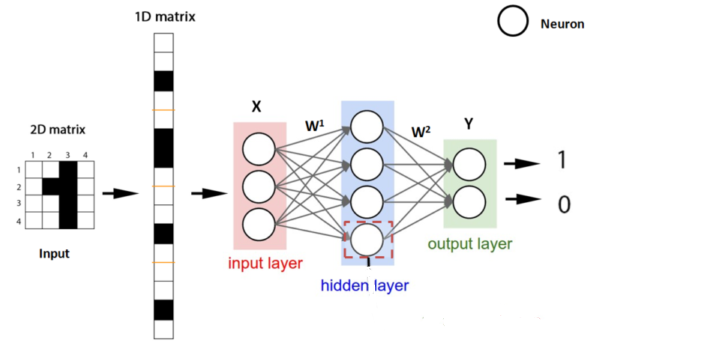 1D matrix
Neuron
2D matrix
1 2 3 4
1
2
3
4
Input
X
W¹
W²
Y
input layer
hidden layer
output layer
1
0